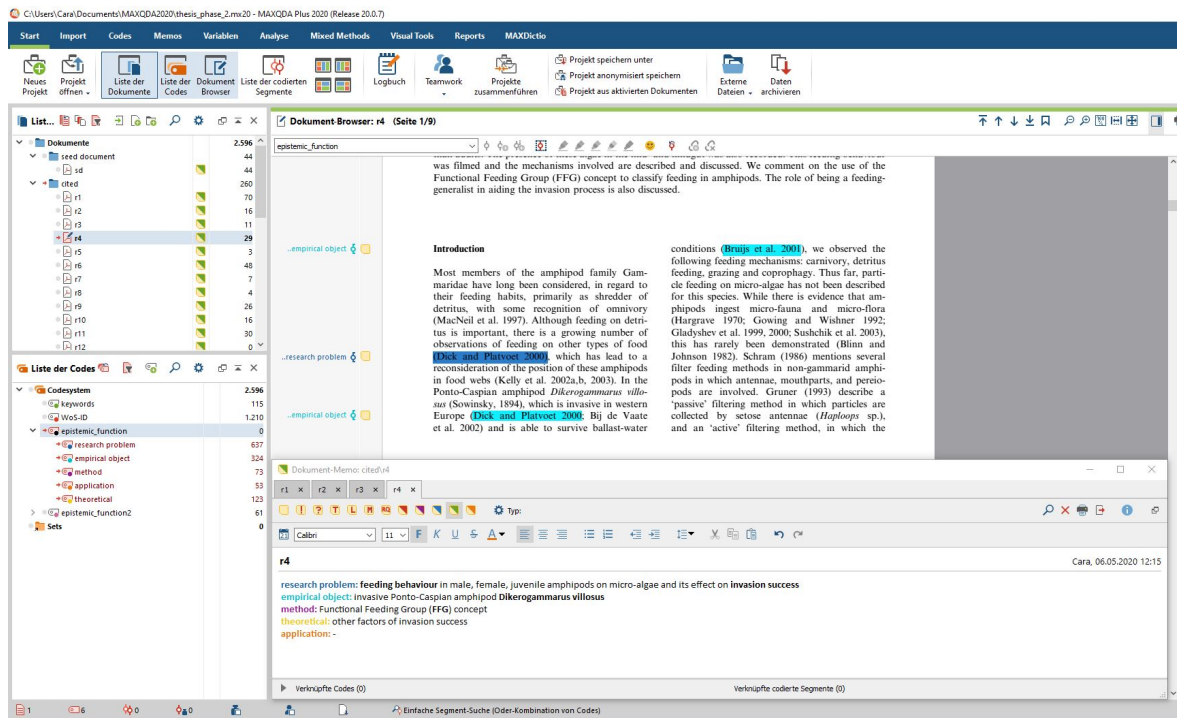 C:\Users\Cara\Documents\MAXQDA2020\thesis_phase_2.mx20 - MAXQDA Plus 2020 (Release 20.0.7)
Start Import Codes Memos Variablen Analyse Mixed Methods Visual Tools Reports MAXDictio
Neues Projekt
Projekt öffnen
Liste der Dokumente
Liste der Codes
Dokument Browser
Liste der codierten Segmente
Logbuch
Teamwork
Projekte zusammenführen
Projekt speichern unter
Projekt anonymisiert speichern
Projekt aus aktivierten Dokumenten
Externe Dateien
Daten archivieren
List...
Dokumente 2.596
seed document 44
sd 44
cited 260
r1 70
r2 16
r3 11
r4 29
r5 3
r6 48
r7 7
r8 4
r9 26
r10 16
r11 30
r12 0
Liste der Codes
Codesystem 2.596
keywords 115
WoS-ID 1.210
epistemic_function 0
research problem 637
empirical object 324
method 73
application 53
theoretical 123
epistemic_function2 61
Sets 0
Dokument-Browser: r4 (Seite 1/9)
epistemic_function
was filmed and the mechanisms involved are described and discussed. We comment on the use of the
Functional Feeding Group (FFG) concept to classify feeding in amphipods. The role of being a feeding-
generalist in aiding the invasion process is also discussed.
..empirical object
..research problem
..empirical object
Introduction
Most members of the amphipod family Gam-
maridae have long been considered, in regard to
their feeding habits, primarily as shredder of
detritus, with some recognition of omnivory
(MacNeil et al. 1997). Although feeding on detri-
tus is important, there is a growing number of
observations of feeding on other types of food
(Dick and Platvoet 2000), which has lead to a
reconsideration of the position of these amphipods
in food webs (Kelly et al. 2002a,b, 2003). In the
Ponto-Caspian amphipod Dikerogammarus villo-
sus (Sowinsky, 1894), which is invasive in western
Europe (Dick and Platvoet 2000; Bij de Vaate
et al. 2002) and is able to survive ballast-water
conditions (Bruijs et al. 2001), we observed the
following feeding mechanisms: carnivory, detritus
feeding, grazing and coprophagy. Thus far, parti-
cle feeding on micro-algae has not been described
for this species. While there is evidence that am-
phipods ingest micro-fauna and micro-flora
(Hargrave 1970; Gowing and Wishner 1992;
Gladyshev et al. 1999, 2000; Sushchik et al. 2003),
this has rarely been demonstrated (Blinn and
Johnson 1982). Schram (1986) mentions several
filter feeding methods in non-gammarid amphi-
pods in which antennae, mouthparts, and pereio-
pods are involved. Gruner (1993) describe a
'passive' filtering method in which particles are
collected by setose antennae (Haploops sp.),
and an 'active' filtering method, in which the
Dokument-Memo: cited\r4
r1 × r2 × r3 × r4 ×
! ? T L M RQ Typ:
Calibri 11 F K U S A
r4
Cara, 06.05.2020 12:15
research problem: feeding behaviour in male, female, juvenile amphipods on micro-algae and its effect on invasion success
empirical object: invasive Ponto-Caspian amphipod Dikerogammarus villosus
method: Functional Feeding Group (FFG) concept
theoretical: other factors of invasion success
application: -
Verknüpfte Codes (0)
Verknüpfte codierte Segmente (0)
1 6 0 0 Einfache Segment-Suche (Oder-Kombination von Codes)